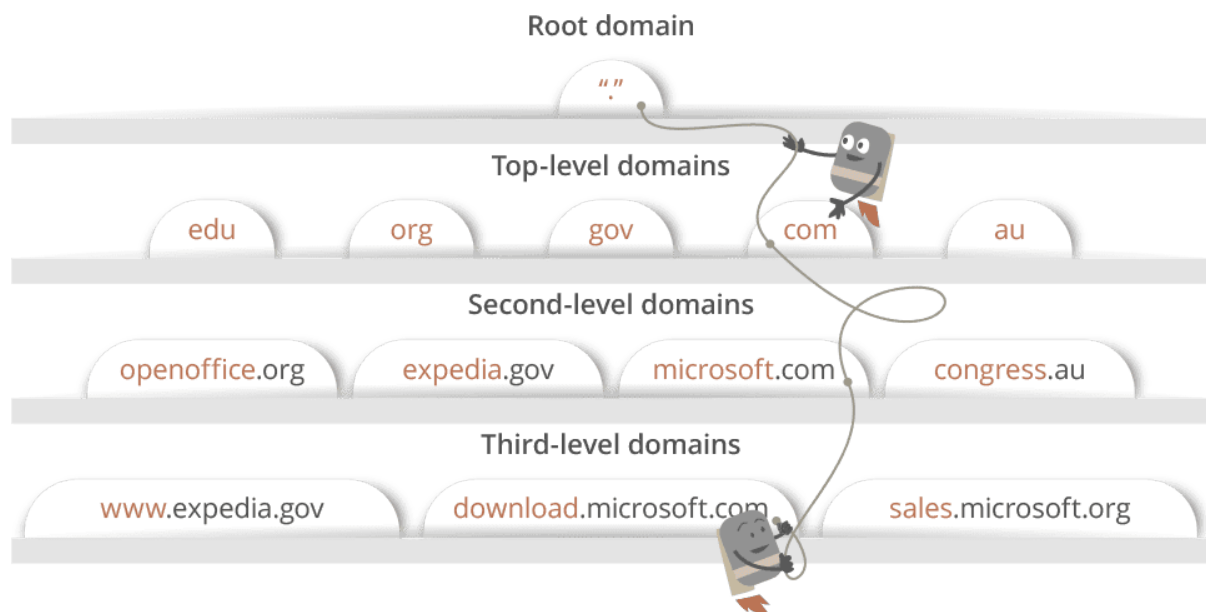 Root domain
“.”
Top-level domains
edu org gov com au
Second-level domains
openoffice.org expedia.gov microsoft.com congress.au
Third-level domains
www.expedia.gov download.microsoft.com sales.microsoft.org